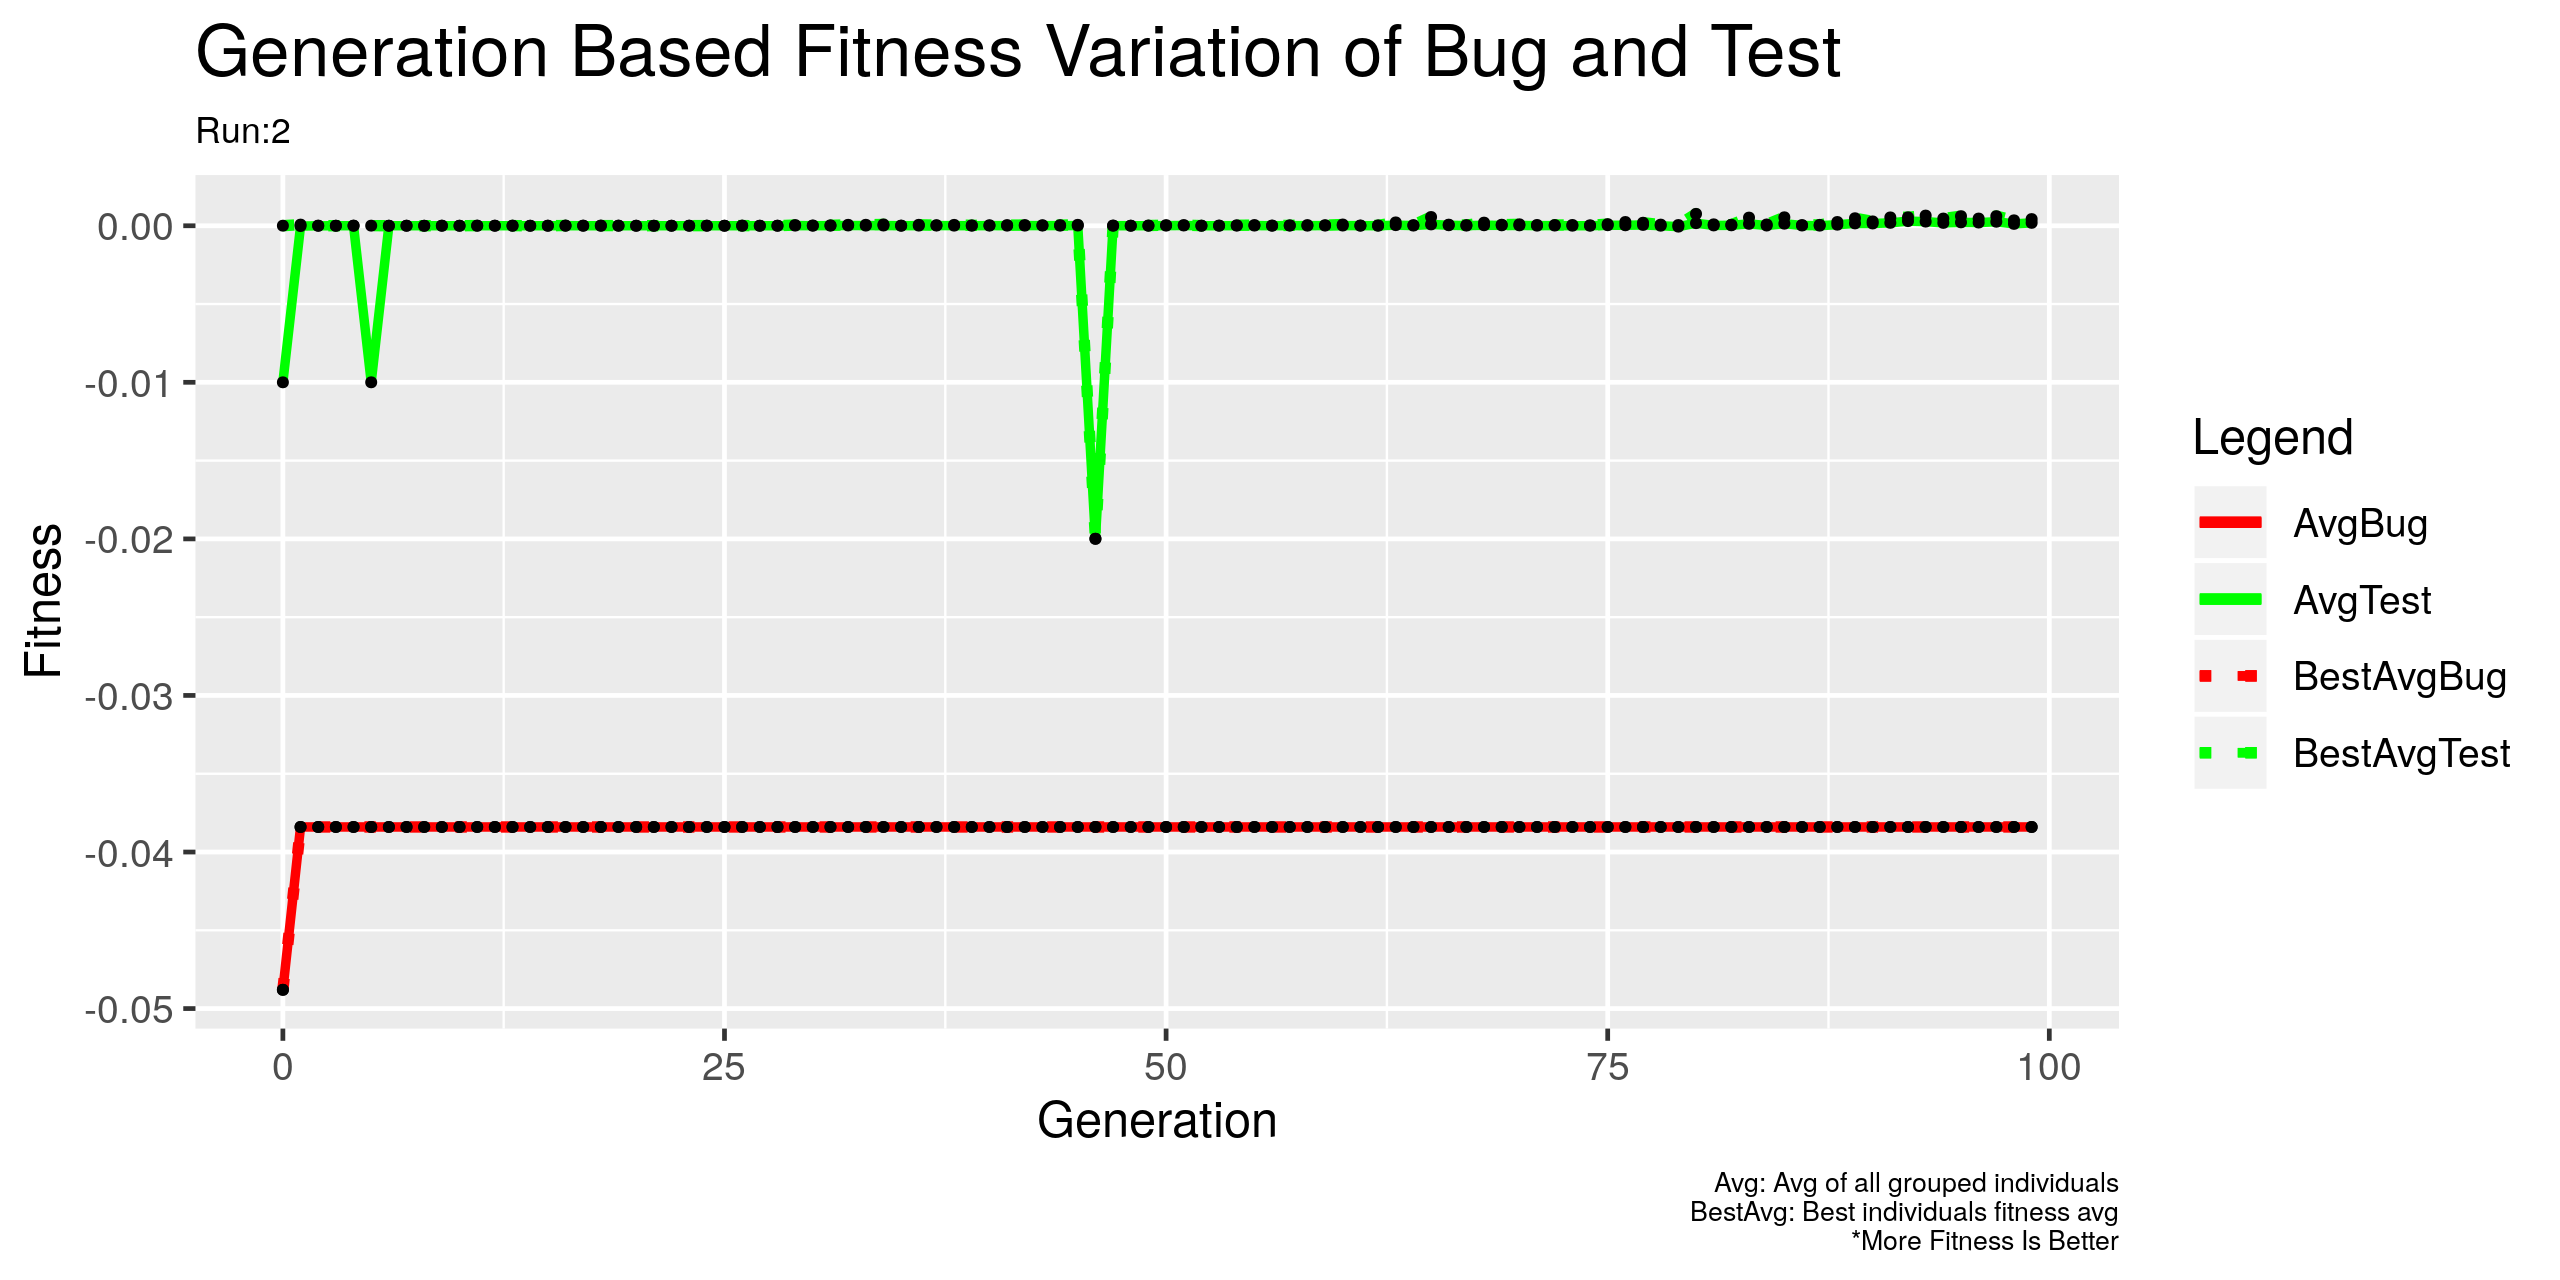 Generation Based Fitness Variation of Bug and Test
Run:2
Fitness
0.00
-0.01
-0.02
-0.03
-0.04
-0.05
0 25 50 75 100
Generation
Legend
AvgBug
AvgTest
BestAvgBug
BestAvgTest
Avg: Avg of all grouped individuals
BestAvg: Best individuals fitness avg
*More Fitness Is Better